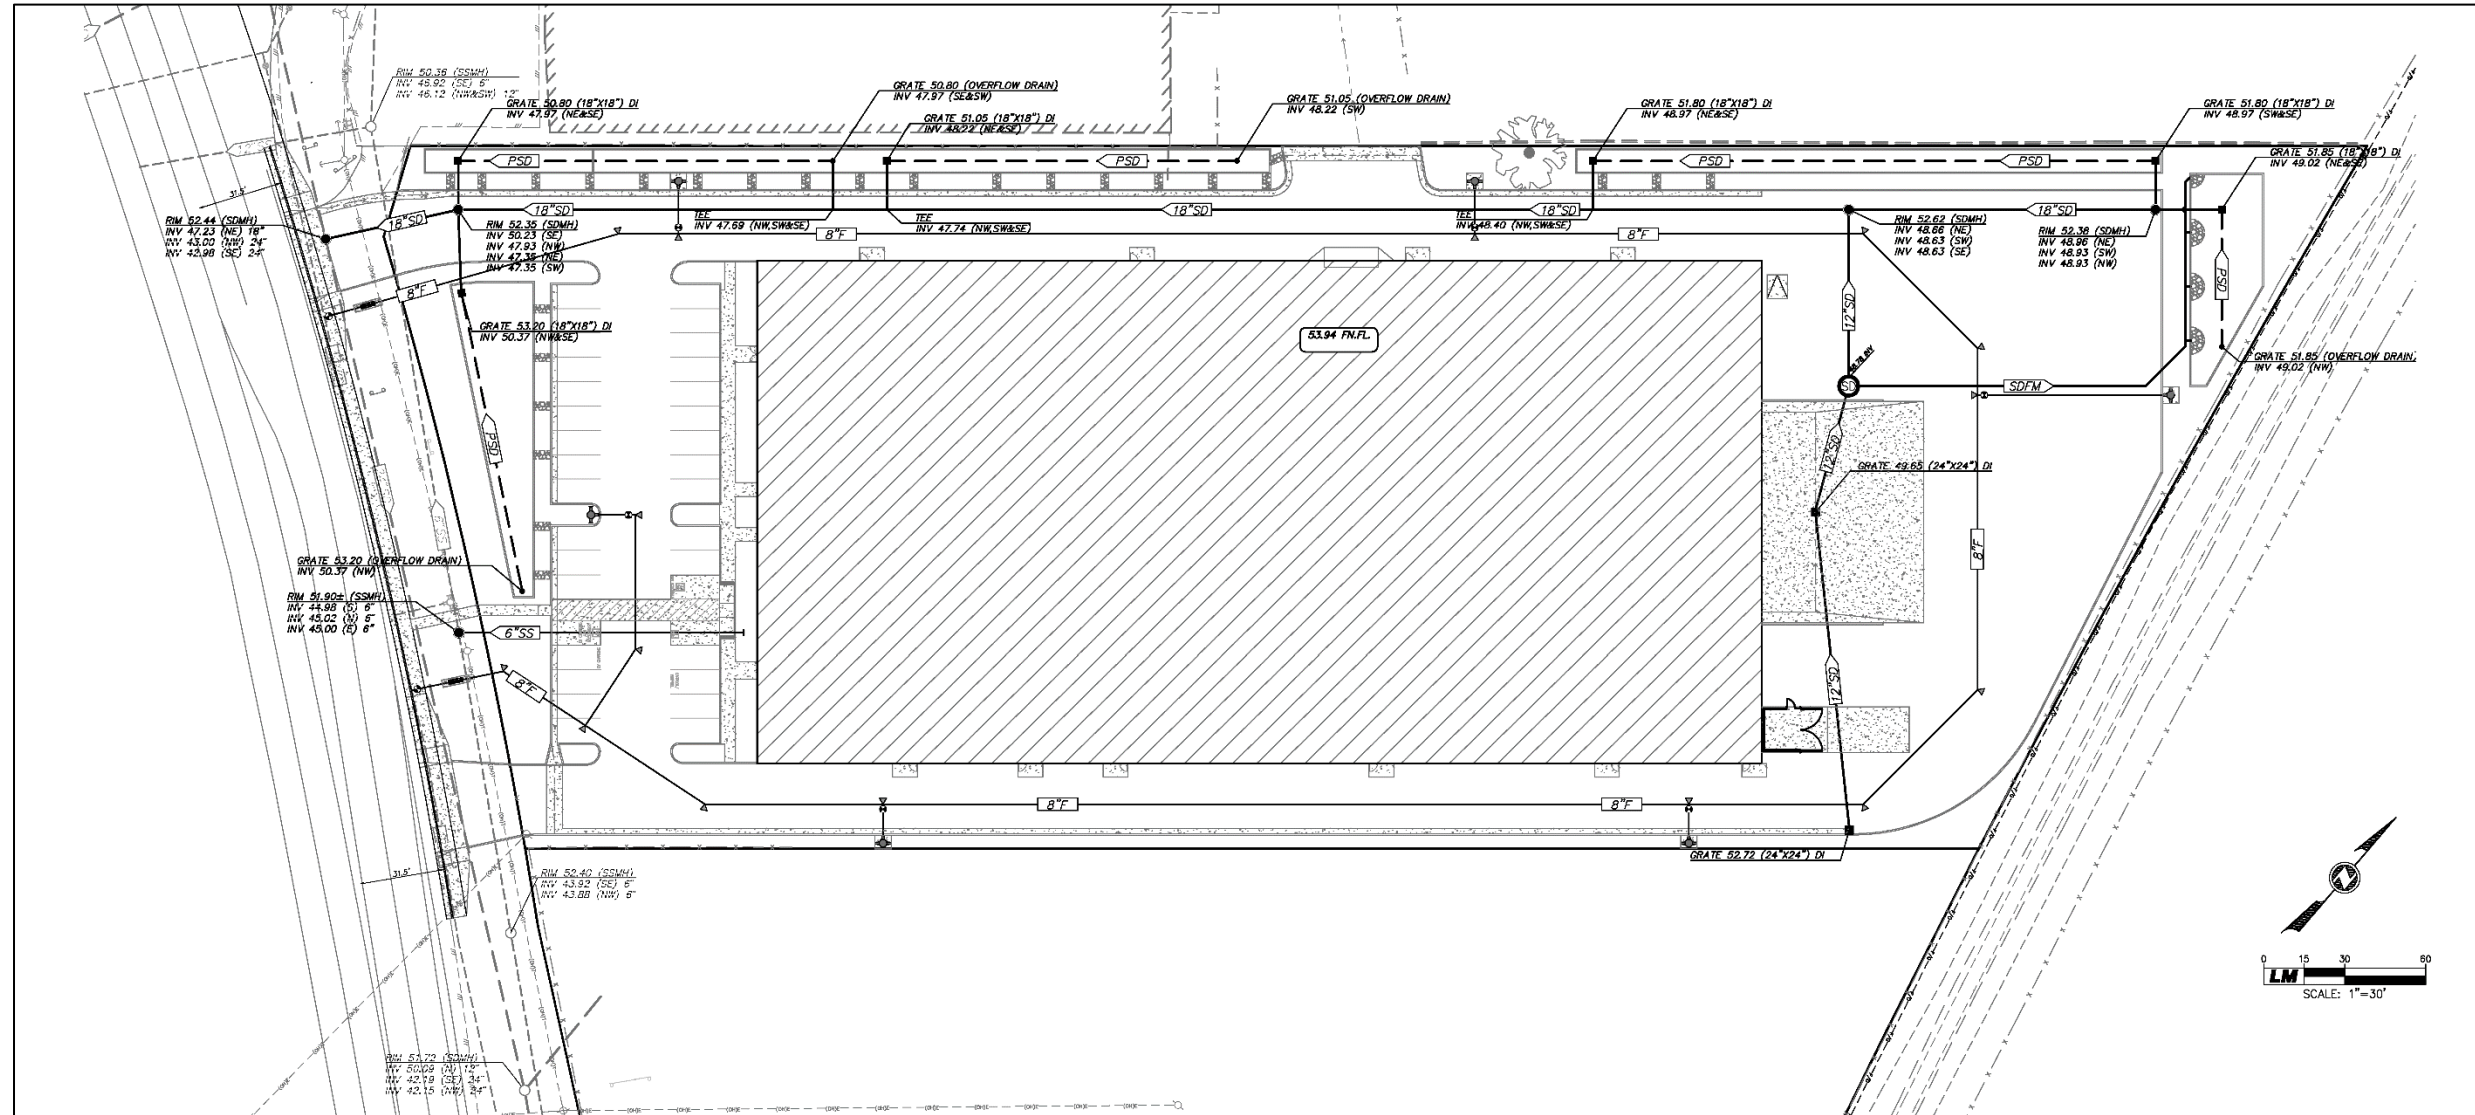 RIM 50.36 (SSMH)
INV 46.92 (SE) 6"
INV 46.12 (NW&SW) 12"
GRATE 50.80 (18"X18") DI
INV 47.97 (NE&SE)
GRATE 50.80 (OVERFLOW DRAIN)
INV 47.97 (SE&SW)
GRATE 51.05 (18"X18") DI
INV 48.22 (NE&SE)
GRATE 51.05 (OVERFLOW DRAIN)
INV 48.22 (SW)
GRATE 51.80 (18"X18") DI
INV 48.97 (NE&SE)
GRATE 51.80 (18"X18") DI
INV 48.97 (SW&SE)
GRATE 51.85 (18"X18") DI
INV 49.02 (NE&SE)
PSD
PSD
PSD
PSD
31.5'
RIM 52.44 (SDMH)
INV 47.23 (NE) 18"
INV 43.00 (NW) 24"
INV 42.98 (SE) 24"
18"SD
18"SD
18"SD
18"SD
18"SD
RIM 52.35 (SDMH)
INV 50.23 (SE)
INV 47.93 (NW)
INV 47.35 (NE)
INV 47.35 (SW)
TEE
INV 47.69 (NW,SW&SE)
TEE
INV 47.74 (NW,SW&SE)
TEE
INV 48.40 (NW,SW&SE)
RIM 52.62 (SDMH)
INV 48.66 (NE)
INV 48.63 (SW)
INV 48.63 (SE)
RIM 52.38 (SDMH)
INV 48.96 (NE)
INV 48.93 (SW)
INV 48.93 (NW)
8"F
8"F
8"F
PSD
12"SD
GRATE 53.20 (18"X18") DI
INV 50.37 (NW&SE)
53.94 FN.FL.
GRATE 51.85 (OVERFLOW DRAIN)
INV 49.02 (NW)
SD
SDFM
PSD
12"SD
GRATE 49.65 (24"X24") DI
8"F
GRATE 53.20 (OVERFLOW DRAIN)
INV 50.37 (NW)
RIM 51.90± (SSMH)
INV 44.98 (S) 6"
INV 45.02 (N) 6"
INV 45.00 (E) 6"
6"SS
8"F
12"SD
8"F
8"F
GRATE 52.72 (24"X24") DI
31.5'
RIM 52.40 (SSMH)
INV 43.92 (SE) 6"
INV 43.88 (NW) 6"
RIM 51.72 (SDMH)
INV 50.09 (N) 12"
INV 42.19 (SE) 24"
INV 42.15 (NW) 24"
0 15 30 60
LM
SCALE: 1"=30'